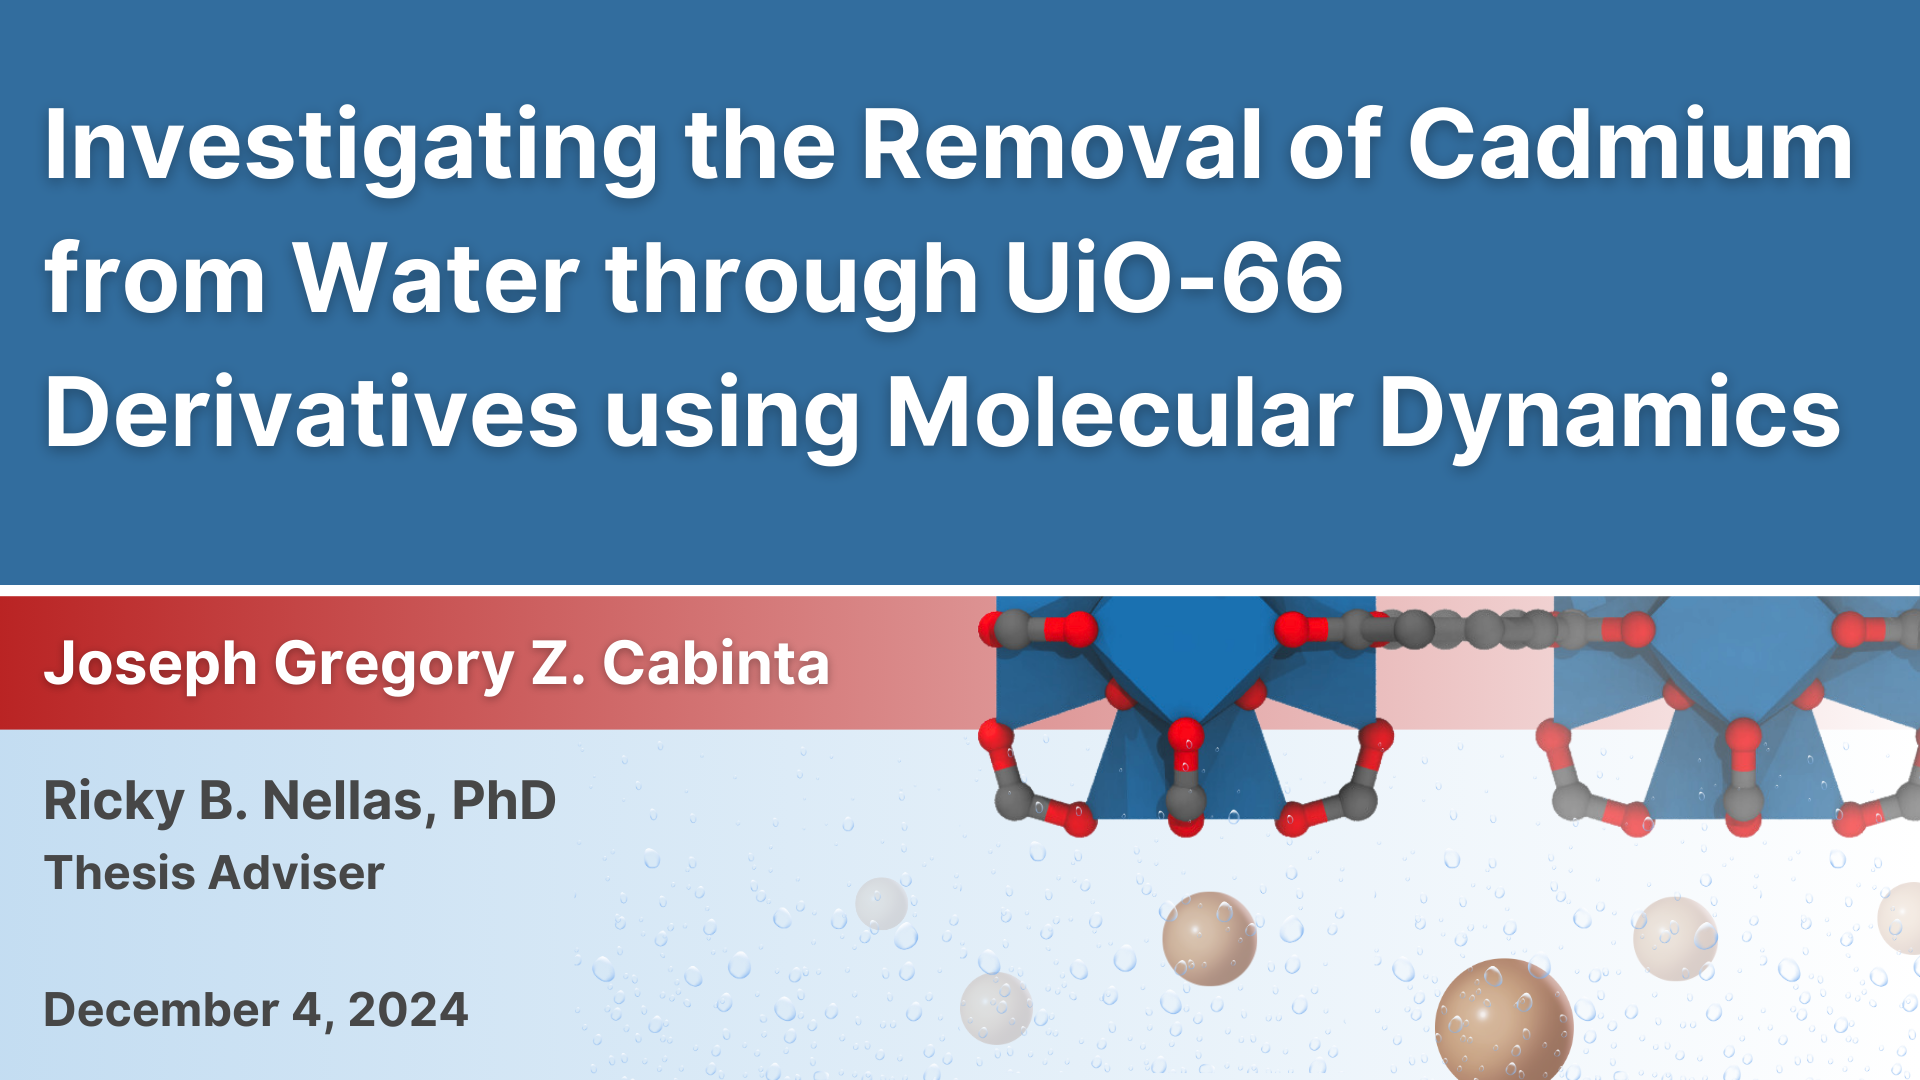 Investigating the Removal of Cadmium
from Water through UiO-66
Derivatives using Molecular Dynamics
Joseph Gregory Z. Cabinta
Ricky B. Nellas, PhD
Thesis Adviser
December 4, 2024